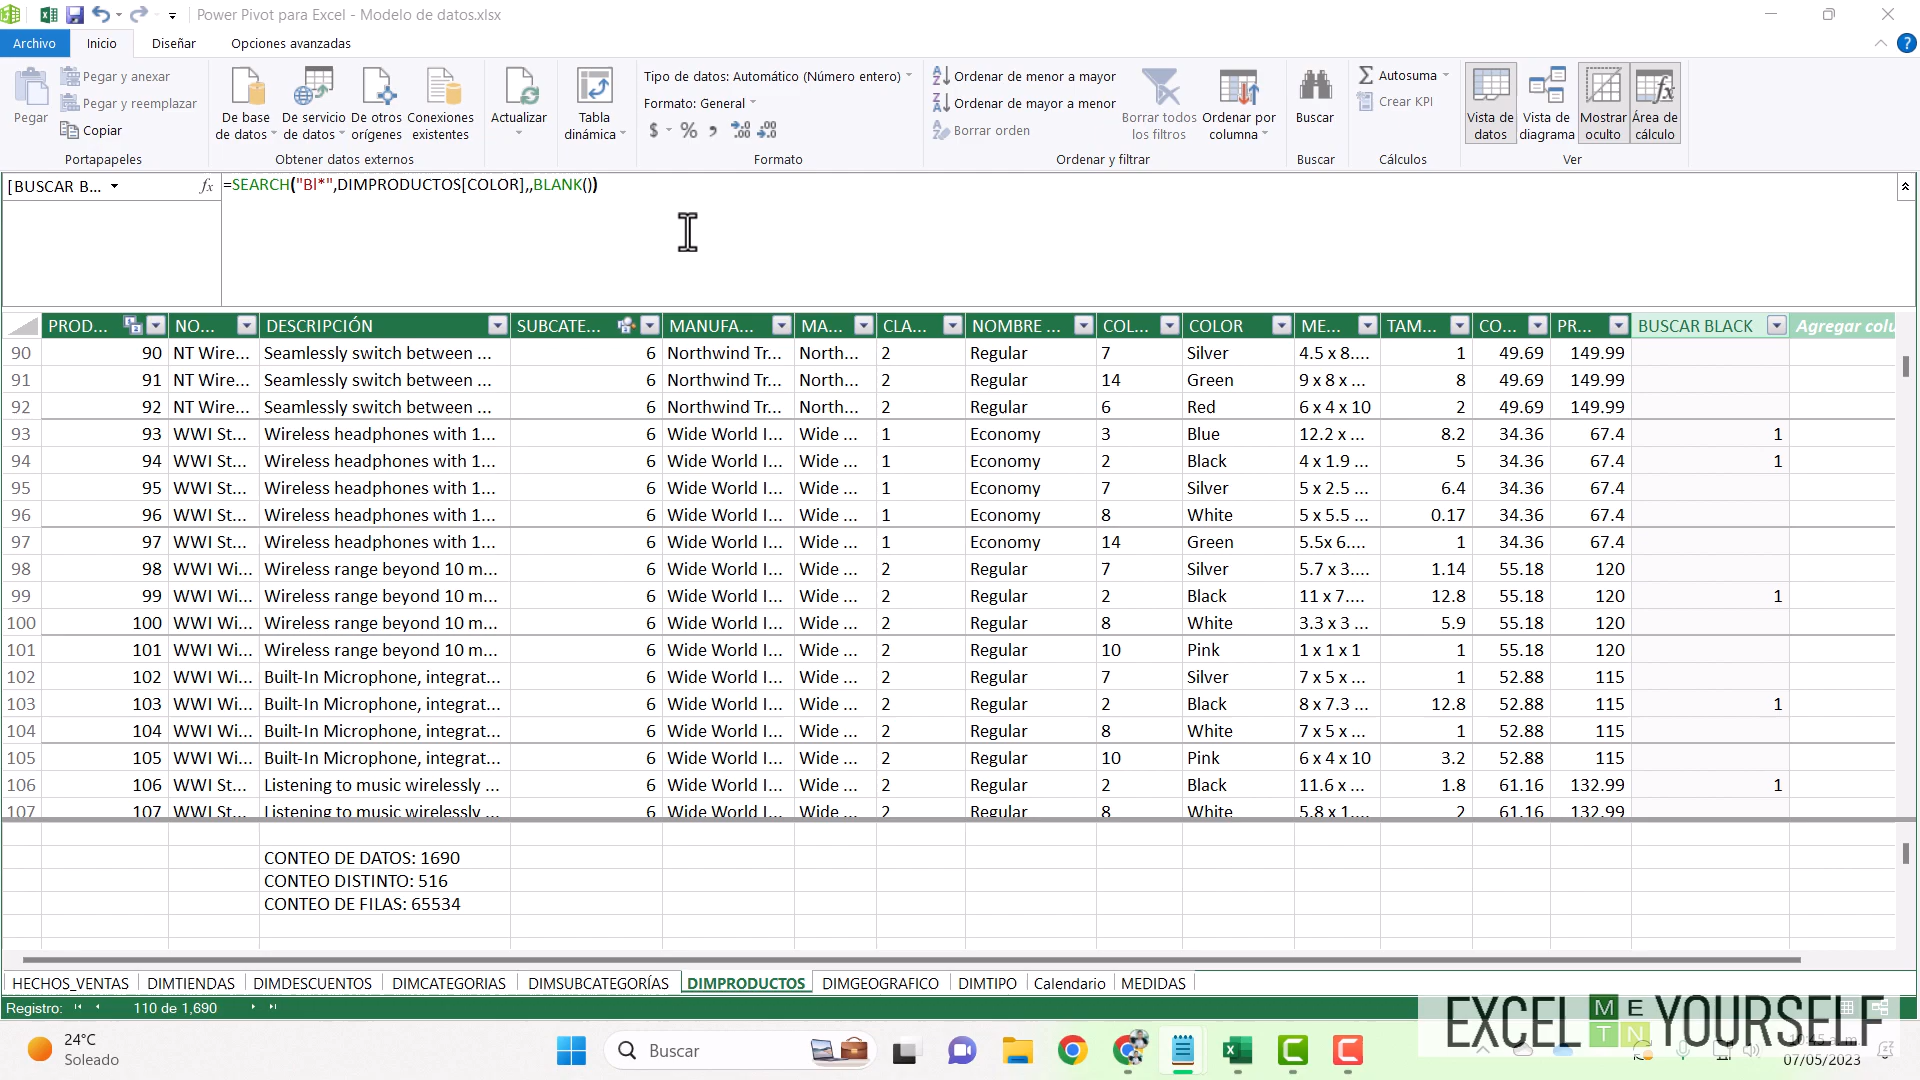 Power Pivot para Excel - Modelo de datos.xlsx
Archivo Inicio Diseñar Opciones avanzadas
Pegar
Pegar y anexar
Pegar y reemplazar
Copiar
Portapapeles
De base de datos
De servicio de datos
De otros orígenes
Conexiones existentes
Obtener datos externos
Actualizar
Tabla dinámica
Tipo de datos: Automático (Número entero)
Formato: General
$ %
Formato
Ordenar de menor a mayor
Ordenar de mayor a menor
Borrar orden
Borrar todos los filtros
Ordenar por columna
Ordenar y filtrar
Buscar
Buscar
Autosuma
Crear KPI
Cálculos
Vista de datos
Vista de diagrama
Mostrar oculto
Área de cálculo
Ver
[BUSCAR B... fx =SEARCH("Bl*",DIMPRODUCTOS[COLOR],,BLANK())
PROD... NO... DESCRIPCIÓN SUBCATE... MANUFA... MA... CLA... NOMBRE ... COL... COLOR ME... TAM... CO... PR... BUSCAR BLACK Agregar colu
90 90 NT Wire... Seamlessly switch between ... 6 Northwind Tr... North... 2 Regular 7 Silver 4.5 x 8.... 1 49.69 149.99
91 91 NT Wire... Seamlessly switch between ... 6 Northwind Tr... North... 2 Regular 14 Green 9 x 8 x ... 8 49.69 149.99
92 92 NT Wire... Seamlessly switch between ... 6 Northwind Tr... North... 2 Regular 6 Red 6 x 4 x 10 2 49.69 149.99
93 93 WWI St... Wireless headphones with 1... 6 Wide World I... Wide ... 1 Economy 3 Blue 12.2 x ... 8.2 34.36 67.4 1
94 94 WWI St... Wireless headphones with 1... 6 Wide World I... Wide ... 1 Economy 2 Black 4 x 1.9 ... 5 34.36 67.4 1
95 95 WWI St... Wireless headphones with 1... 6 Wide World I... Wide ... 1 Economy 7 Silver 5 x 2.5 ... 6.4 34.36 67.4
96 96 WWI St... Wireless headphones with 1... 6 Wide World I... Wide ... 1 Economy 8 White 5 x 5.5 ... 0.17 34.36 67.4
97 97 WWI St... Wireless headphones with 1... 6 Wide World I... Wide ... 1 Economy 14 Green 5.5x 6.... 1 34.36 67.4
98 98 WWI Wi... Wireless range beyond 10 m... 6 Wide World I... Wide ... 2 Regular 7 Silver 5.7 x 3.... 1.14 55.18 120
99 99 WWI Wi... Wireless range beyond 10 m... 6 Wide World I... Wide ... 2 Regular 2 Black 11 x 7.... 12.8 55.18 120 1
100 100 WWI Wi... Wireless range beyond 10 m... 6 Wide World I... Wide ... 2 Regular 8 White 3.3 x 3 ... 5.9 55.18 120
101 101 WWI Wi... Wireless range beyond 10 m... 6 Wide World I... Wide ... 2 Regular 10 Pink 1 x 1 x 1 1 55.18 120
102 102 WWI Wi... Built-In Microphone, integrat... 6 Wide World I... Wide ... 2 Regular 7 Silver 7 x 5 x ... 1 52.88 115
103 103 WWI Wi... Built-In Microphone, integrat... 6 Wide World I... Wide ... 2 Regular 2 Black 8 x 7.3 ... 12.8 52.88 115 1
104 104 WWI Wi... Built-In Microphone, integrat... 6 Wide World I... Wide ... 2 Regular 8 White 7 x 5 x ... 1 52.88 115
105 105 WWI Wi... Built-In Microphone, integrat... 6 Wide World I... Wide ... 2 Regular 10 Pink 6 x 4 x 10 3.2 52.88 115
106 106 WWI St... Listening to music wirelessly ... 6 Wide World I... Wide ... 2 Regular 2 Black 11.6 x ... 1.8 61.16 132.99 1
107 107 WWI St... Listening to music wirelessly ... 6 Wide World I... Wide ... 2 Regular 8 White 5.8 x 1.... 2 61.16 132.99
CONTEO DE DATOS: 1690
CONTEO DISTINTO: 516
CONTEO DE FILAS: 65534
HECHOS_VENTAS DIMTIENDAS DIMDESCUENTOS DIMCATEGORIAS DIMSUBCATEGORÍAS DIMPRODUCTOS DIMGEOGRAFICO DIMTIPO Calendario MEDIDAS
Registro: 110 de 1,690
EXCEL ME TN YOURSELF
24°C
Soleado
Buscar
07/05/2023